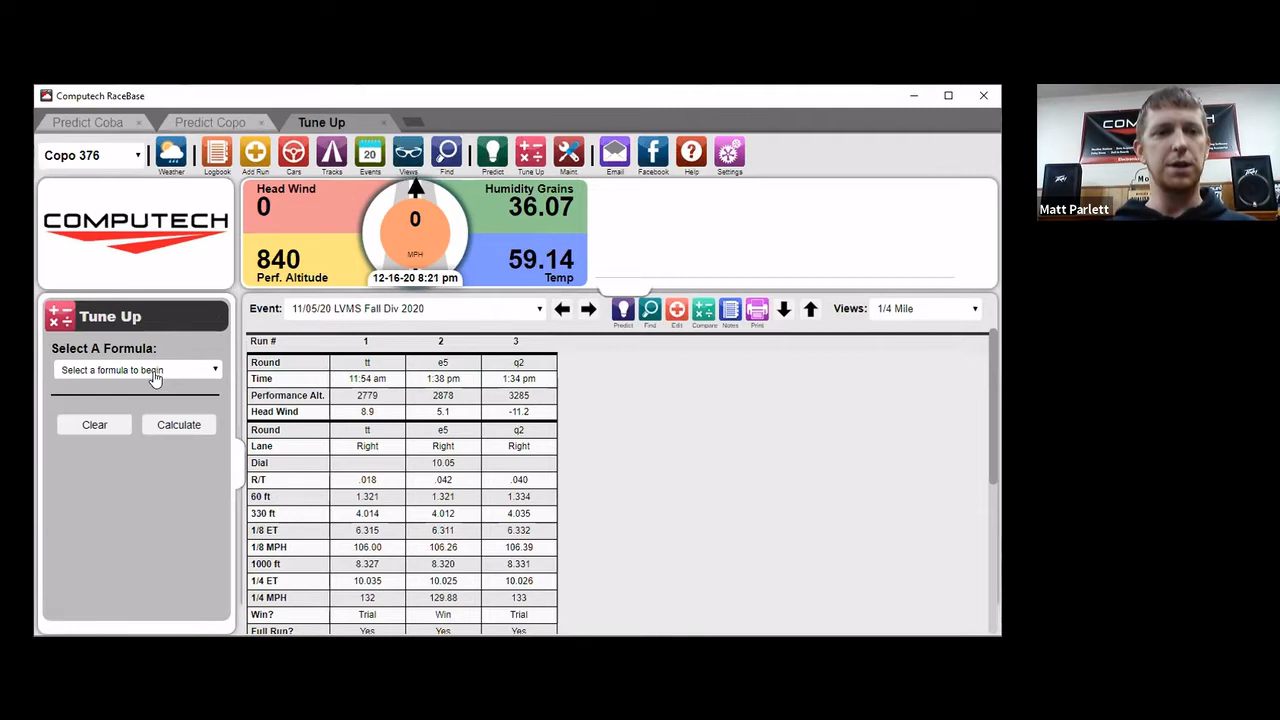 Computech RaceBase
Predict Coba × Predict Copo × Tune Up ×
Copo 376
Weather Logbook Add Run Cars Tracks Events Views Find Predict Tune Up Maint Email Facebook Help Settings
20
COMPUTECH
Head Wind
0
840
Perf. Altitude
0
MPH
12-16-20 8:21 pm
Humidity Grains
36.07
59.14
Temp
Tune Up
Select A Formula:
Select a formula to begin
Clear Calculate
Event: 11/05/20 LVMS Fall Div 2020
Predict Find Edit Compare Notes Print
Views: 1/4 Mile
Run # 1 2 3
Round tt e5 q2
Time 11:54 am 1:38 pm 1:34 pm
Performance Alt. 2779 2878 3285
Head Wind 8.9 5.1 -11.2
Round tt e5 q2
Lane Right Right Right
Dial 10.05
R/T .018 .042 .040
60 ft 1.321 1.321 1.334
330 ft 4.014 4.012 4.035
1/8 ET 6.315 6.311 6.332
1/8 MPH 106.00 106.26 106.39
1000 ft 8.327 8.320 8.331
1/4 ET 10.035 10.025 10.026
1/4 MPH 132 129.88 133
Win? Trial Win Trial
Full Run? Yes Yes Yes
PEAVEY
Matt Parlett